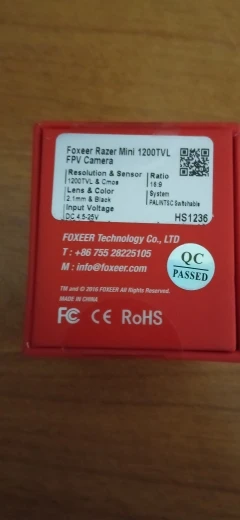 Foxeer Razer Mini 1200TVL
FPV Camera
Resolution & Sensor
1200TVL & Cmos
Ratio
16:9
Lens & Color
2.1mm & Black
System
PAL/NTSC Switchable
Input Voltage
DC 4.5-25V
HS1236
FOXEER Technology Co., LTD
T : +86 755 28225105
M : info@foxeer.com
QC
PASSED
TM and © 2016 FOXEER All Rights Reserved.
MADE IN CHINA
FC CE RoHS